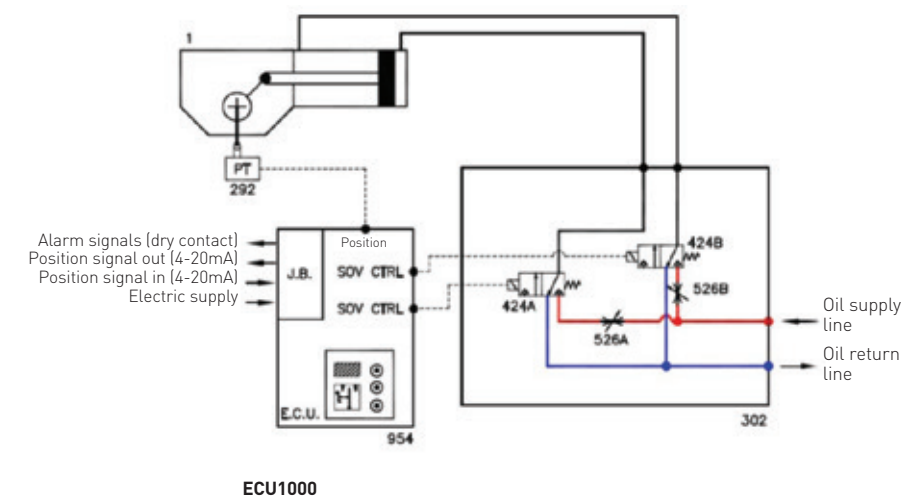 1
PT
292
Alarm signals (dry contact)
Position signal out (4-20mA)
Position signal in (4-20mA)
Electric supply
J.B.
Position
SOV CTRL
SOV CTRL
E.C.U.
954
424B
526B
424A
526A
Oil supply
line
Oil return
line
302
ECU1000